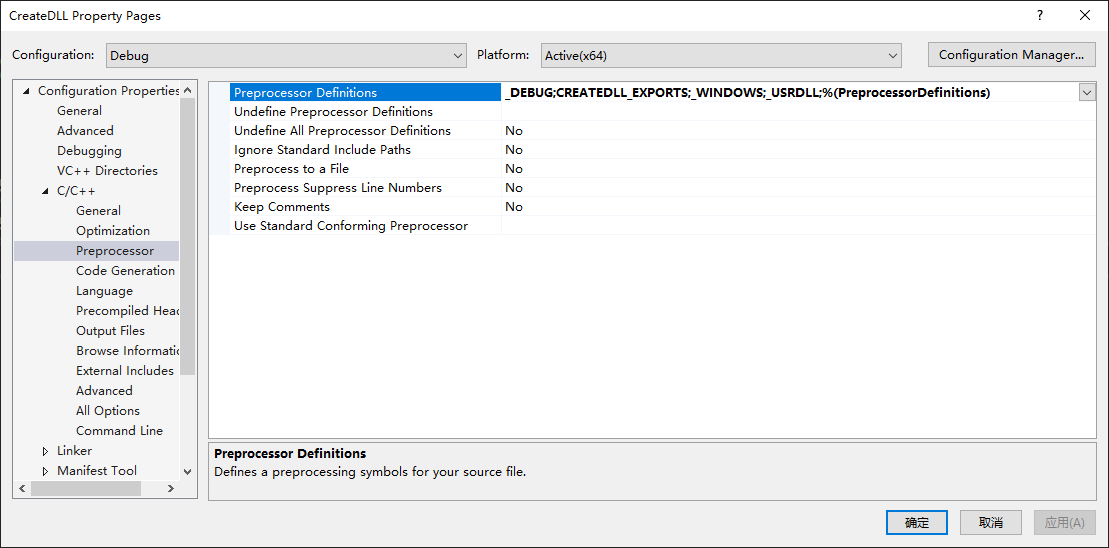 CreateDLL Property Pages
?
Configuration: Debug Platform: Active(x64) Configuration Manager...
Configuration Properties
General
Advanced
Debugging
VC++ Directories
C/C++
General
Optimization
Preprocessor
Code Generation
Language
Precompiled Head
Output Files
Browse Informatic
External Includes
Advanced
All Options
Command Line
Linker
Manifest Tool
Preprocessor Definitions _DEBUG;CREATEDLL_EXPORTS;_WINDOWS;_USRDLL;%(PreprocessorDefinitions)
Undefine Preprocessor Definitions
Undefine All Preprocessor Definitions No
Ignore Standard Include Paths No
Preprocess to a File No
Preprocess Suppress Line Numbers No
Keep Comments No
Use Standard Conforming Preprocessor
Preprocessor Definitions
Defines a preprocessing symbols for your source file.
确定 取消 应用(A)